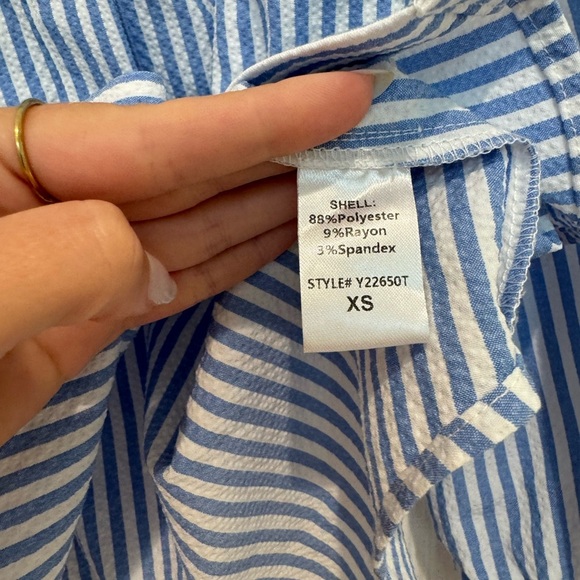 SHELL:
88%Polyester
9%Rayon
3%Spandex
STYLE# Y22650T
XS